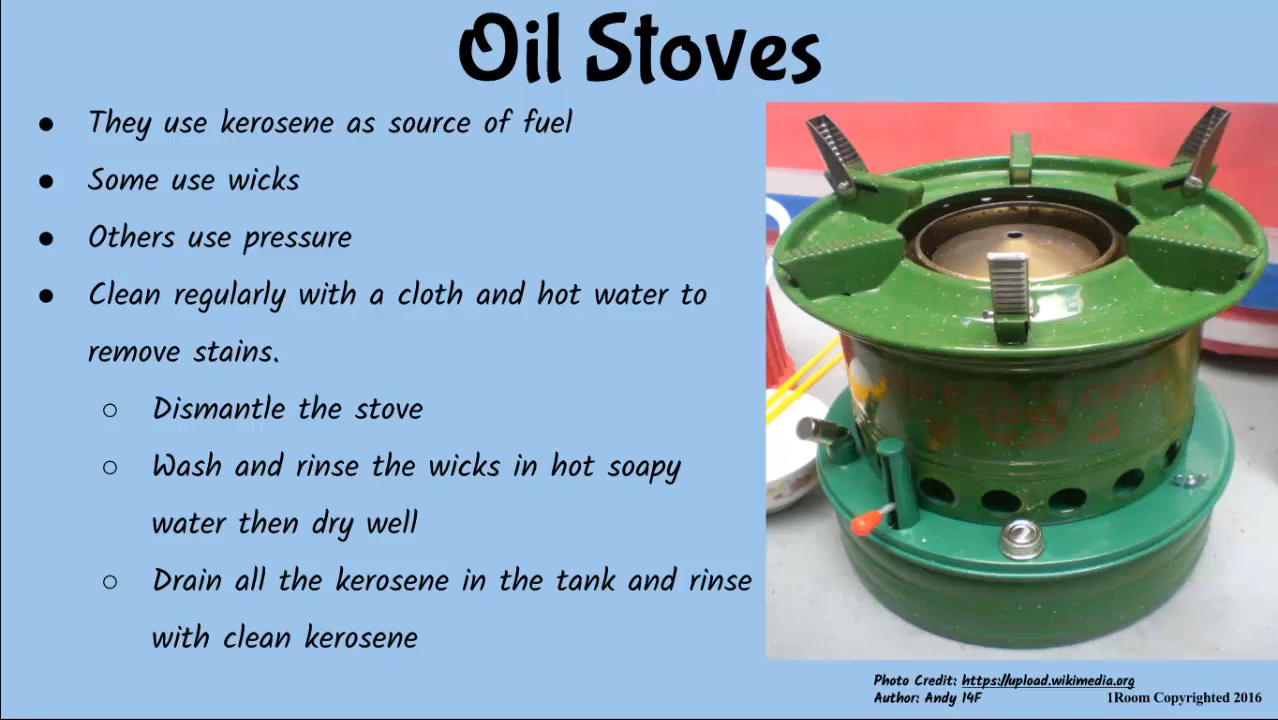 Oil Stoves
● They use kerosene as source of fuel
● Some use wicks
● Others use pressure
● Clean regularly with a cloth and hot water to
remove stains.
○ Dismantle the stove
○ Wash and rinse the wicks in hot soapy
water then dry well
○ Drain all the kerosene in the tank and rinse
with clean kerosene
Photo Credit: https://upload.wikimedia.org
Author: Andy 14F
1Room Copyrighted 2016